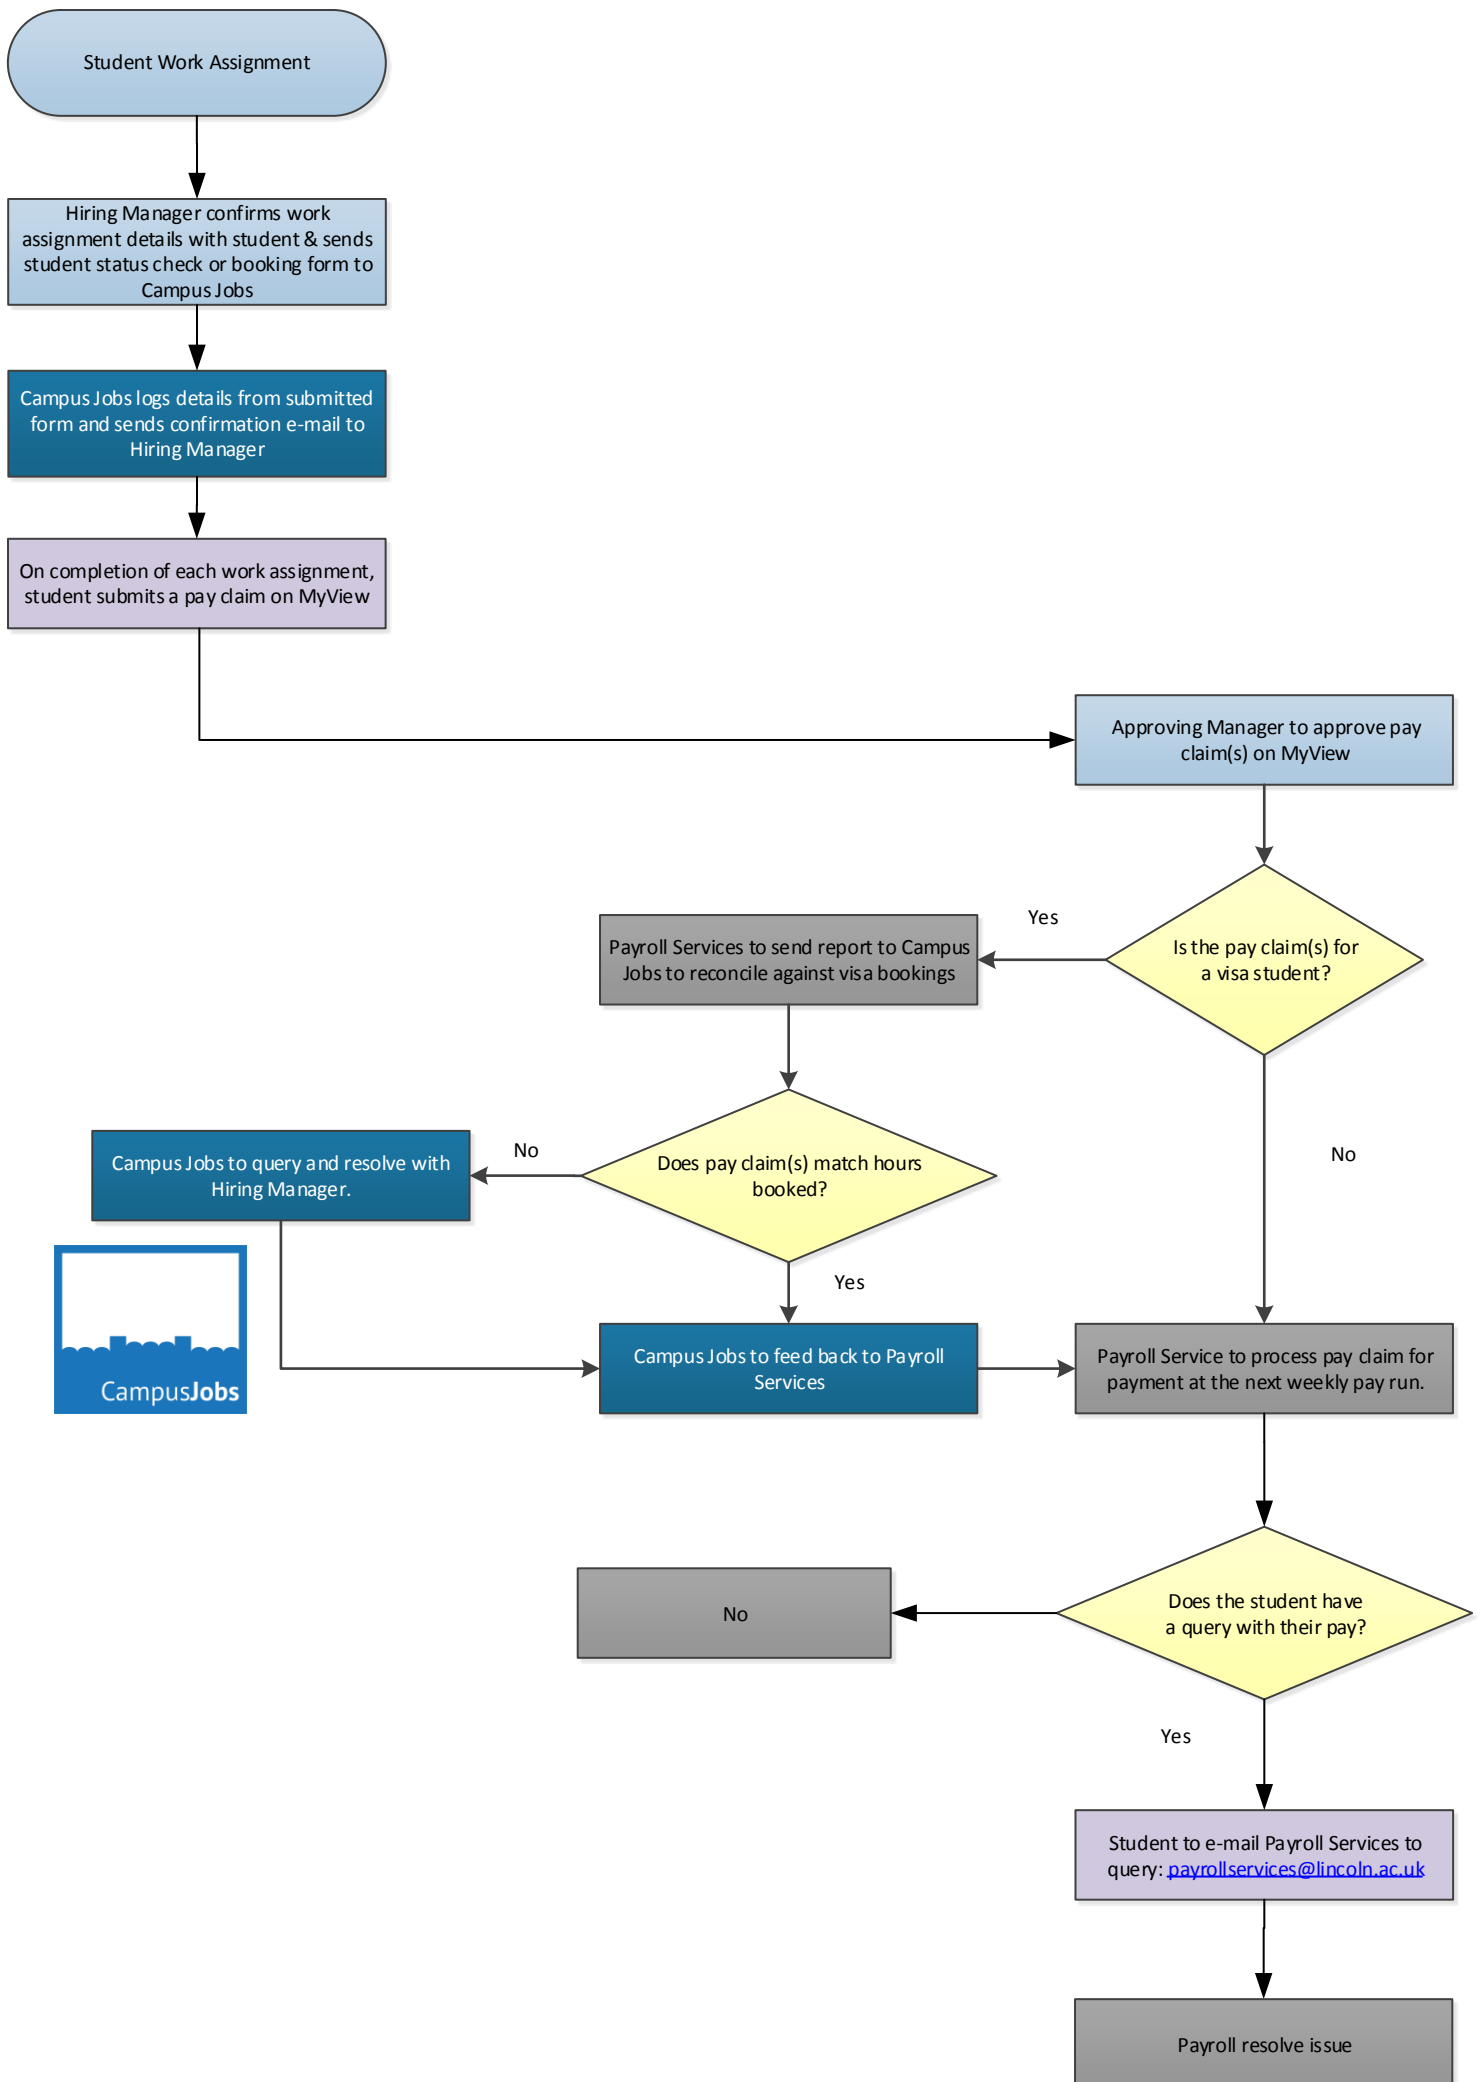 Student Work Assignment
Hiring Manager confirms work
assignment details with student & sends
student status check or booking form to
Campus Jobs
Campus Jobs logs details from submitted
form and sends confirmation e-mail to
Hiring Manager
On completion of each work assignment,
student submits a pay claim on MyView
Approving Manager to approve pay
claim(s) on MyView
Is the pay claim(s) for
a visa student?
Yes
Payroll Services to send report to Campus
Jobs to reconcile against visa bookings
No
Does pay claim(s) match hours
booked?
No
Campus Jobs to query and resolve with
Hiring Manager.
Yes
CampusJobs
Campus Jobs to feed back to Payroll
Services
Payroll Service to process pay claim for
payment at the next weekly pay run.
Does the student have
a query with their pay?
No
Yes
Student to e-mail Payroll Services to
query: payrollservices@lincoln.ac.uk
Payroll resolve issue